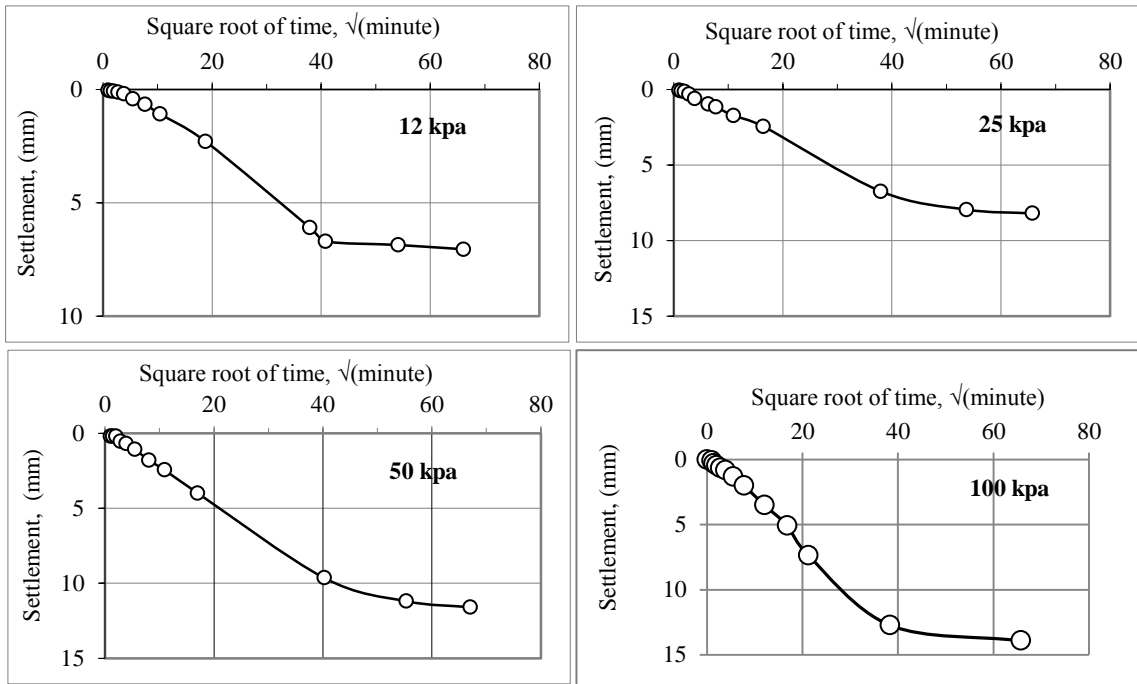 Square root of time, √(minute)
0 20 40 60 80
0
5
10
Settlement, (mm)
12 kpa
Square root of time, √(minute)
0 20 40 60 80
0
5
10
15
Settlement, (mm)
25 kpa
Square root of time, √(minute)
0 20 40 60 80
0
5
10
15
Settlement, (mm)
50 kpa
Square root of time, √(minute)
0 20 40 60 80
0
5
10
15
Settlement, (mm)
100 kpa